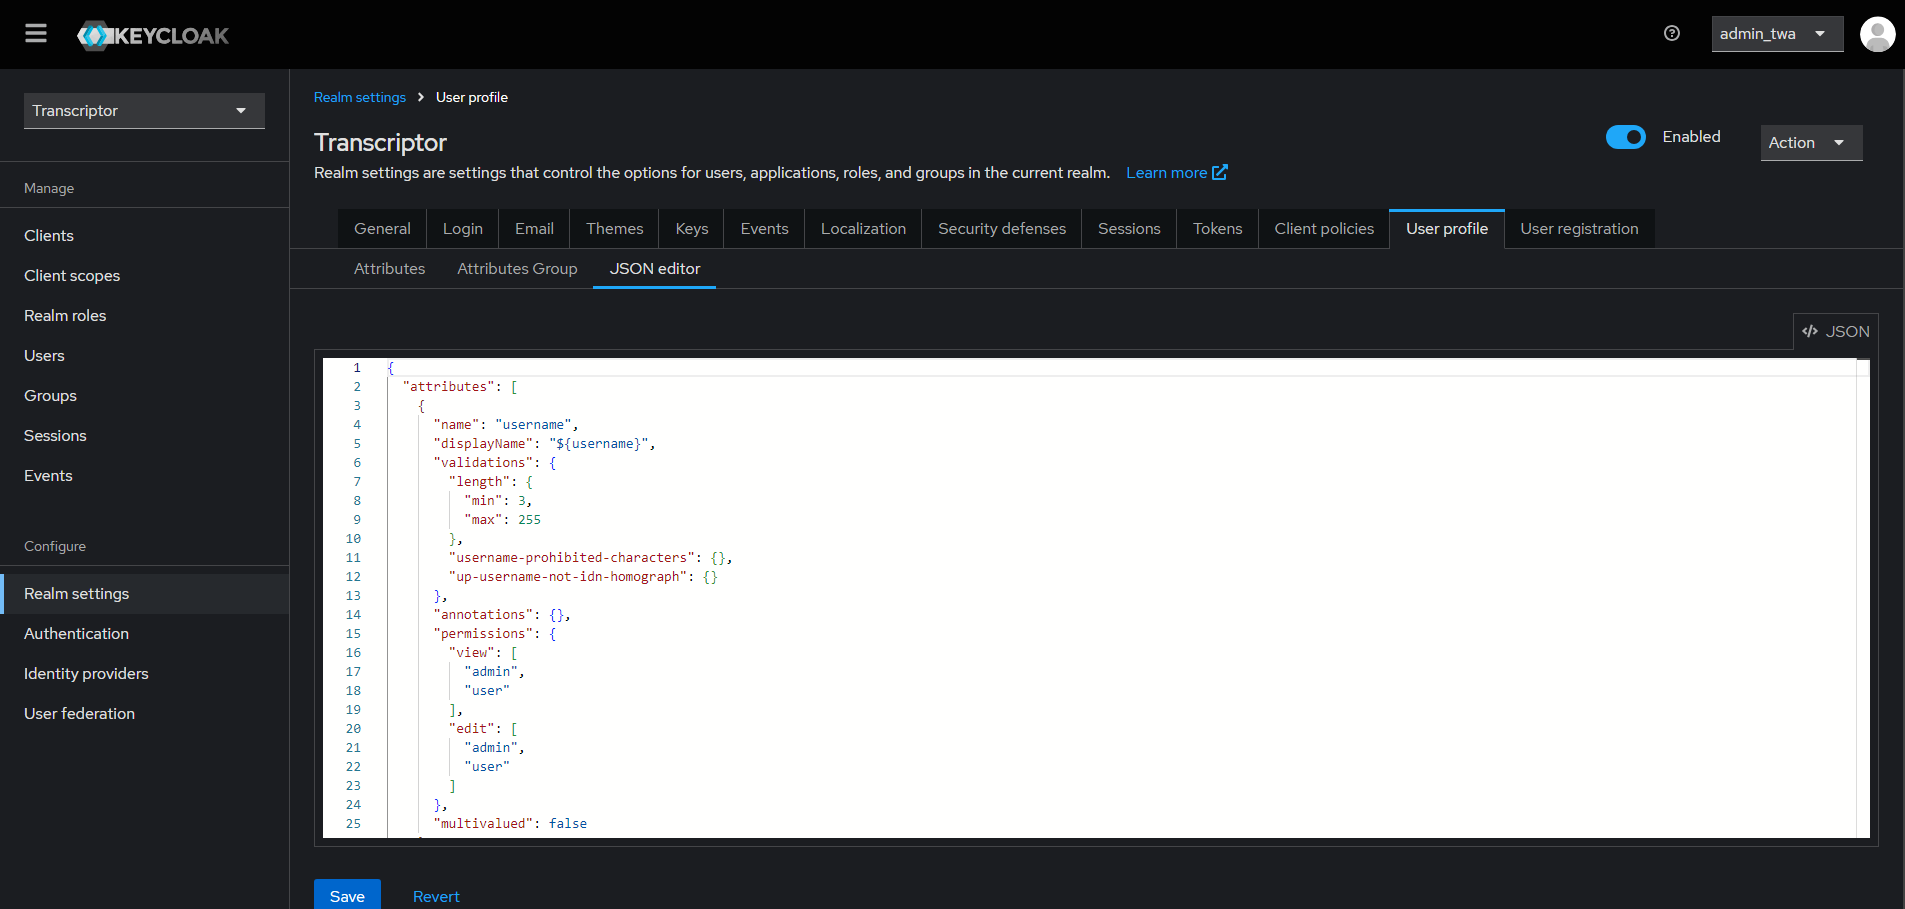 KEYCLOAK
admin_twa
Transcriptor
Manage
Clients
Client scopes
Realm roles
Users
Groups
Sessions
Events
Configure
Realm settings
Authentication
Identity providers
User federation
Realm settings > User profile
Transcriptor
Enabled
Action
Realm settings are settings that control the options for users, applications, roles, and groups in the current realm. Learn more
General Login Email Themes Keys Events Localization Security defenses Sessions Tokens Client policies User profile User registration
Attributes Attributes Group JSON editor
</> JSON
1 {
2 "attributes": [
3 {
4 "name": "username",
5 "displayName": "${username}",
6 "validations": {
7 "length": {
8 "min": 3,
9 "max": 255
10 },
11 "username-prohibited-characters": {},
12 "up-username-not-idn-homograph": {}
13 },
14 "annotations": {},
15 "permissions": {
16 "view": [
17 "admin",
18 "user"
19 ],
20 "edit": [
21 "admin",
22 "user"
23 ]
24 },
25 "multivalued": false
Save Revert